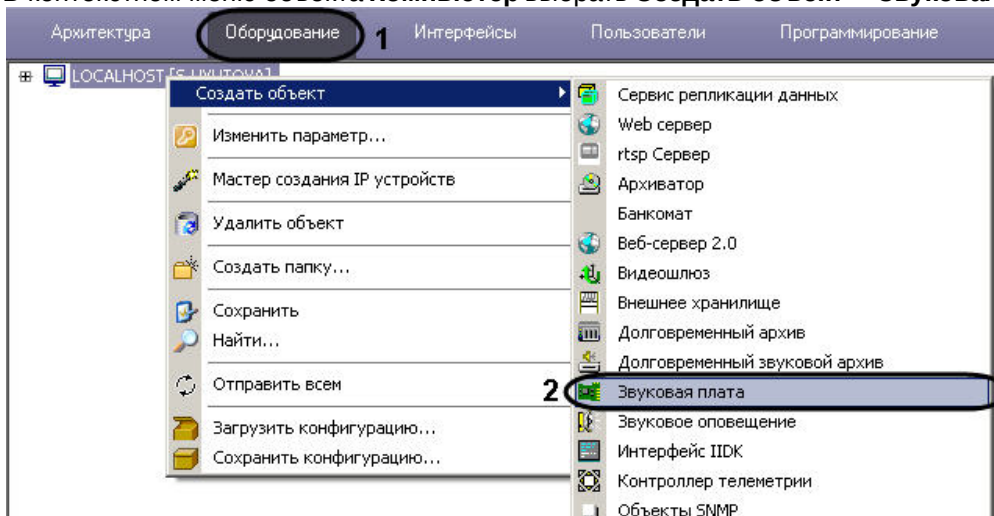 Архитектура Оборудование 1 Интерфейсы Пользователи Программирование
LOCALHOST
Создать объект
Изменить параметр...
Мастер создания IP устройств
Удалить объект
Создать папку...
Сохранить
Найти...
Отправить всем
Загрузить конфигурацию...
Сохранить конфигурацию...
Сервис репликации данных
Web сервер
rtsp Сервер
Архиватор
Банкомат
Веб-сервер 2.0
Видеошлюз
Внешнее хранилище
Долговременный архив
Долговременный звуковой архив
2 Звуковая плата
Звуковое оповещение
Интерфейс IIDK
Контроллер телеметрии
Объекты SNMP